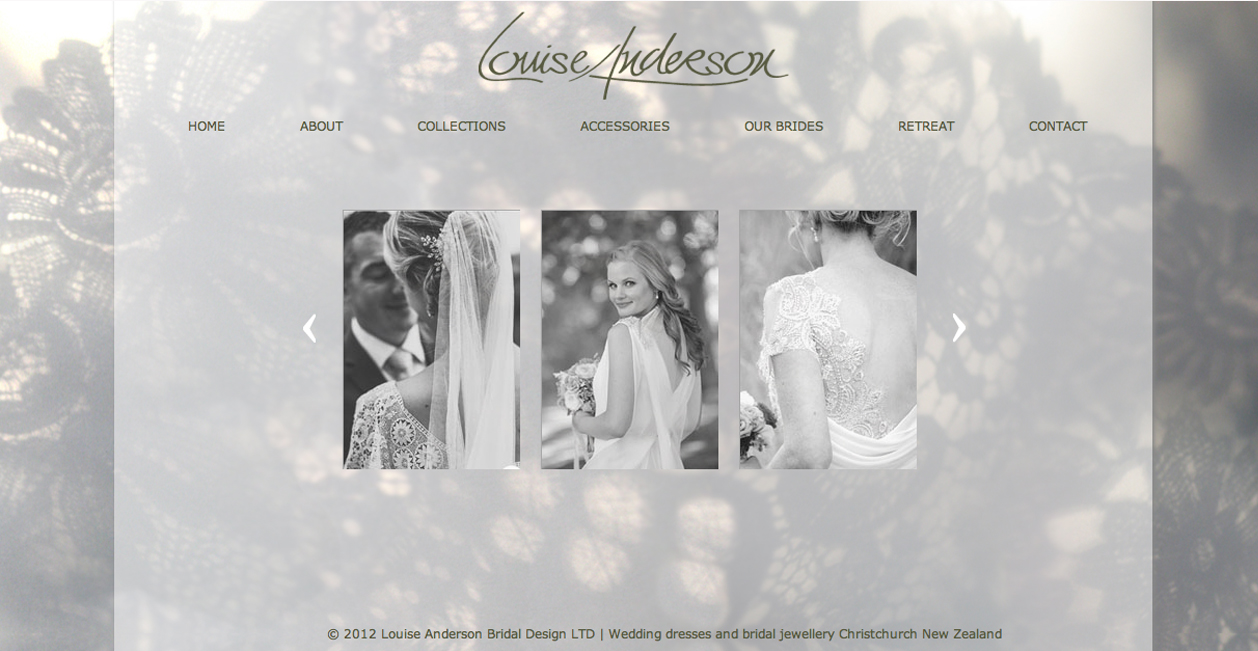 Louise Anderson
HOME ABOUT COLLECTIONS ACCESSORIES OUR BRIDES RETREAT CONTACT
© 2012 Louise Anderson Bridal Design LTD | Wedding dresses and bridal jewellery Christchurch New Zealand